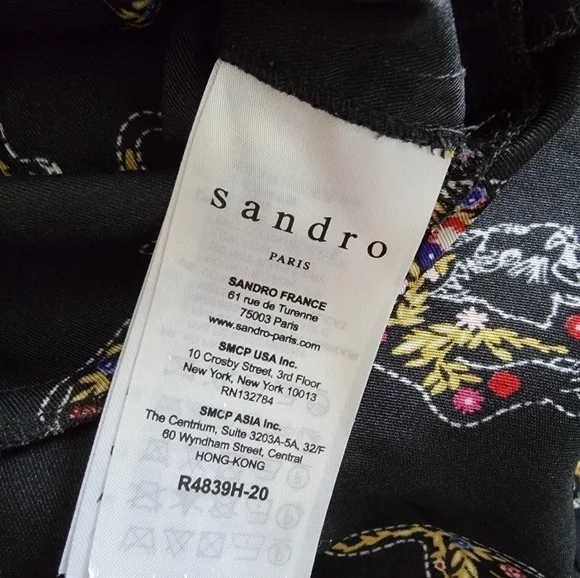 sandro
PARIS
SANDRO FRANCE
61 rue de Turenne
75003 Paris
www.sandro-paris.com
SMCP USA Inc.
10 Crosby Street, 3rd Floor
New York, New York 10013
RN132784
SMCP ASIA Inc.
The Centrium, Suite 3203A-5A, 32/F
60 Wyndham Street, Central
HONG-KONG
R4839H-20